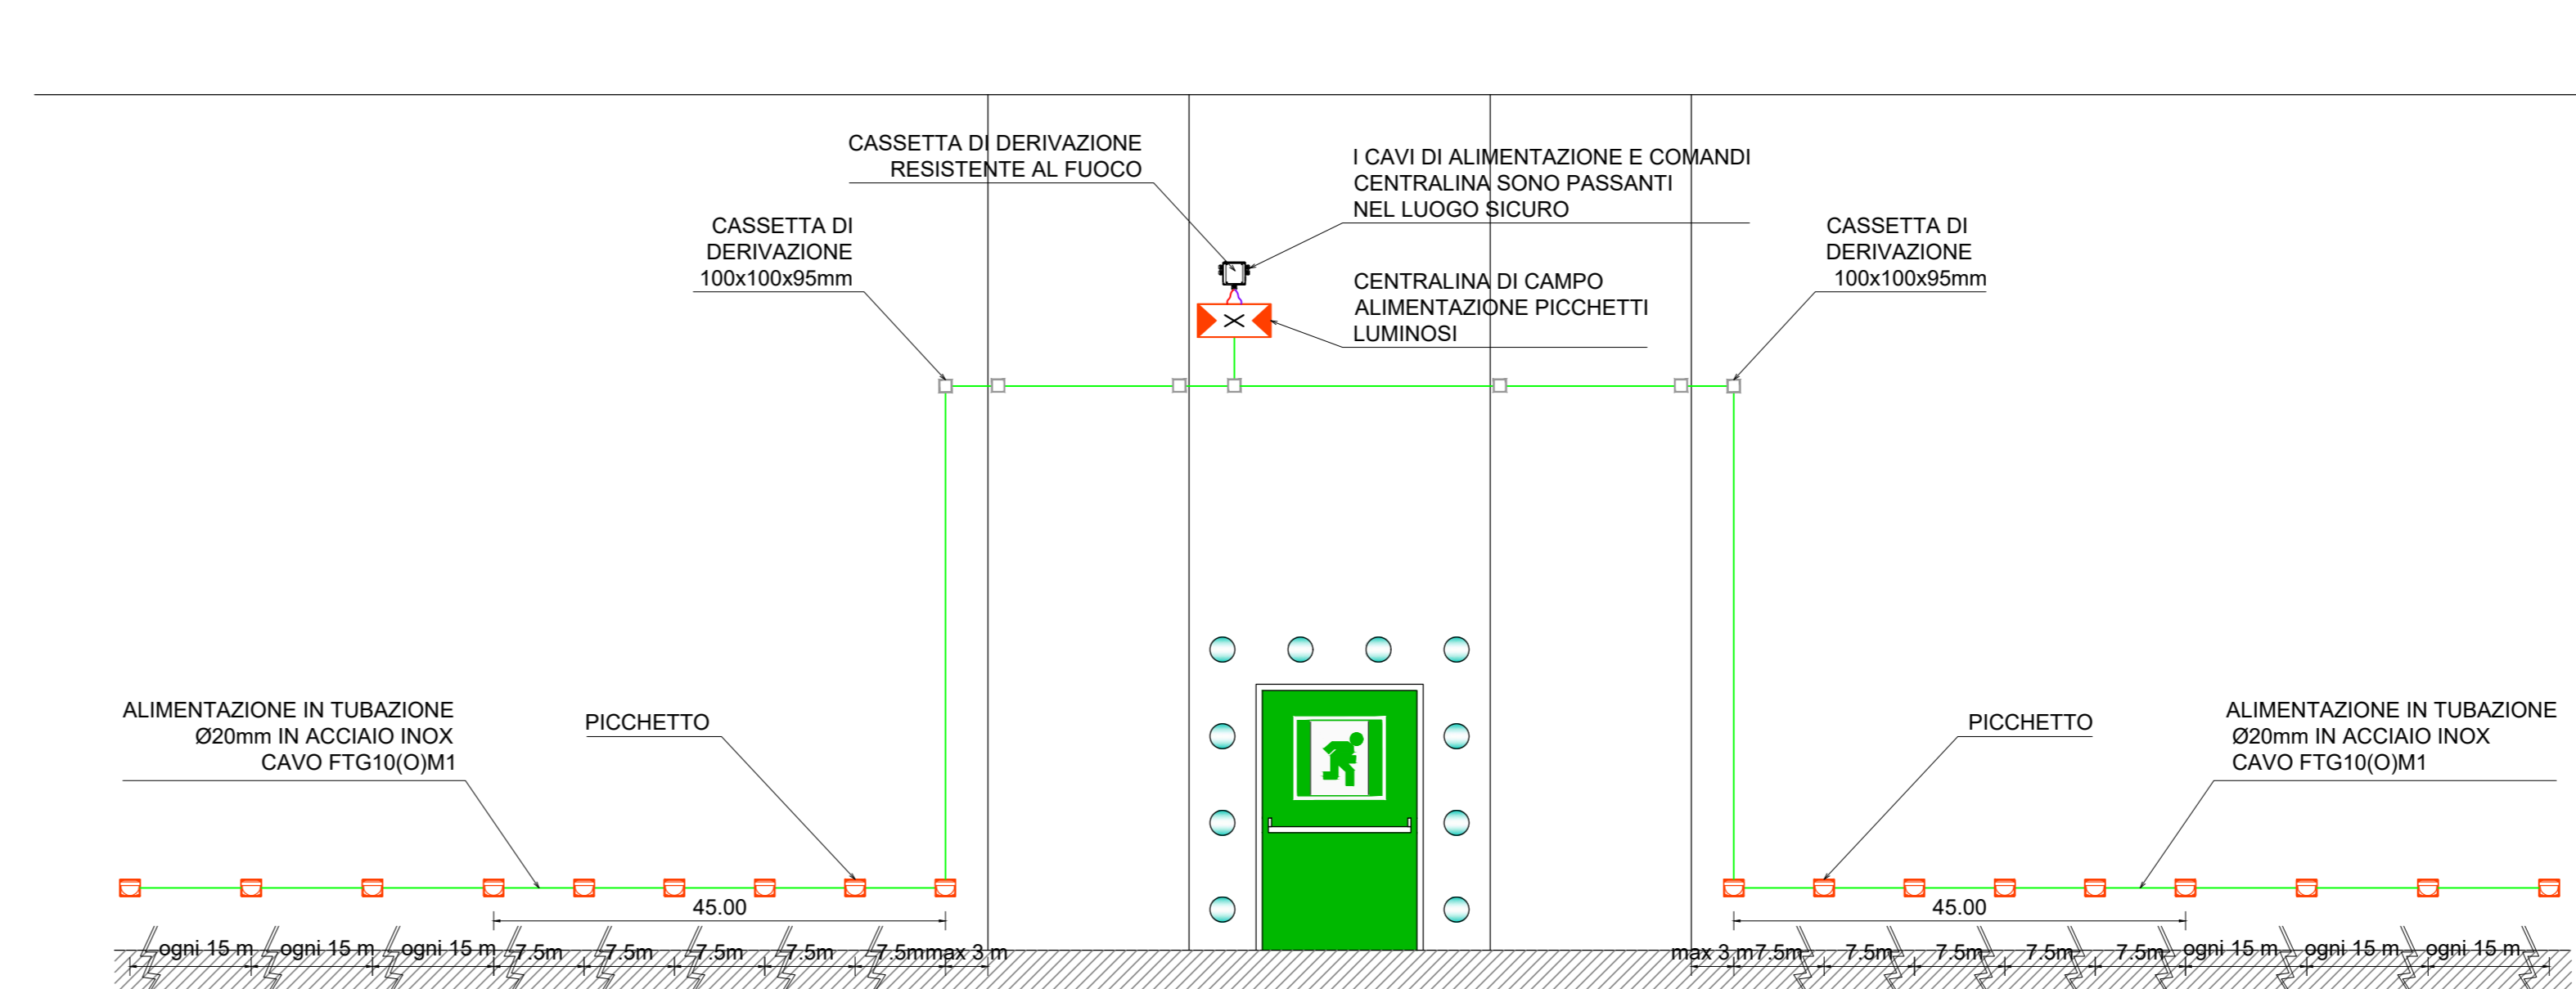 CASSETTA DI DERIVAZIONE
RESISTENTE AL FUOCO
I CAVI DI ALIMENTAZIONE E COMANDI
CENTRALINA SONO PASSANTI
NEL LUOGO SICURO
CASSETTA DI
DERIVAZIONE
100x100x95mm
CENTRALINA DI CAMPO
ALIMENTAZIONE PICCHETTI
LUMINOSI
CASSETTA DI
DERIVAZIONE
100x100x95mm
ALIMENTAZIONE IN TUBAZIONE
Ø20mm IN ACCIAIO INOX
CAVO FTG10(O)M1
PICCHETTO
PICCHETTO
ALIMENTAZIONE IN TUBAZIONE
Ø20mm IN ACCIAIO INOX
CAVO FTG10(O)M1
45.00
45.00
ogni 15 m ogni 15 m ogni 15 m 7.5m 7.5m 7.5m 7.5m 7.5m max 3 m
max 3 m 7.5m 7.5m 7.5m 7.5m 7.5m ogni 15 m ogni 15 m ogni 15 m